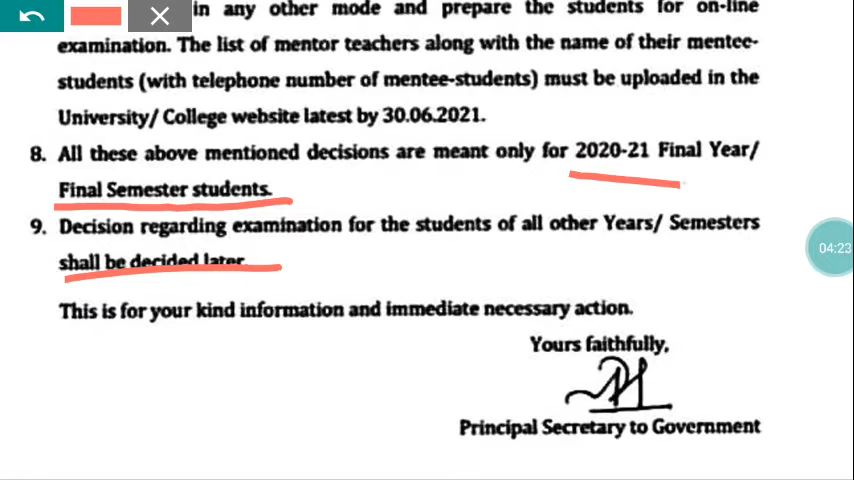 in any other mode and prepare the students for on-line
examination. The list of mentor teachers along with the name of their mentee-
students (with telephone number of mentee-students) must be uploaded in the
University/ College website latest by 30.06.2021.
8. All these above mentioned decisions are meant only for 2020-21 Final Year/
Final Semester students.
9. Decision regarding examination for the students of all other Years/ Semesters
shall be decided later.
04:23
This is for your kind information and immediate necessary action.
Yours faithfully,
Principal Secretary to Government